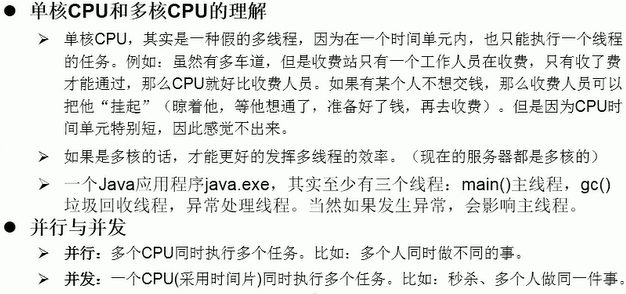 ● 单核CPU和多核CPU的理解
➢ 单核CPU，其实是一种假的多线程，因为在一个时间单元内，也只能执行一个线程
的任务。例如：虽然有多车道，但是收费站只有一个工作人员在收费，只有收了费
才能通过，那么CPU就好比收费人员。如果有某个人不想交钱，那么收费人员可以
把他“挂起”（晾着他，等他想通了，准备好了钱，再去收费）。但是因为CPU时
间单元特别短，因此感觉不出来。
➢ 如果是多核的话，才能更好的发挥多线程的效率。（现在的服务器都是多核的）
➢ 一个Java应用程序java.exe，其实至少有三个线程：main()主线程，gc()
垃圾回收线程，异常处理线程。当然如果发生异常，会影响主线程。
● 并行与并发
➢ 并行：多个CPU同时执行多个任务。比如：多个人同时做不同的事。
➢ 并发：一个CPU(采用时间片)同时执行多个任务。比如：秒杀、多个人做同一件事。